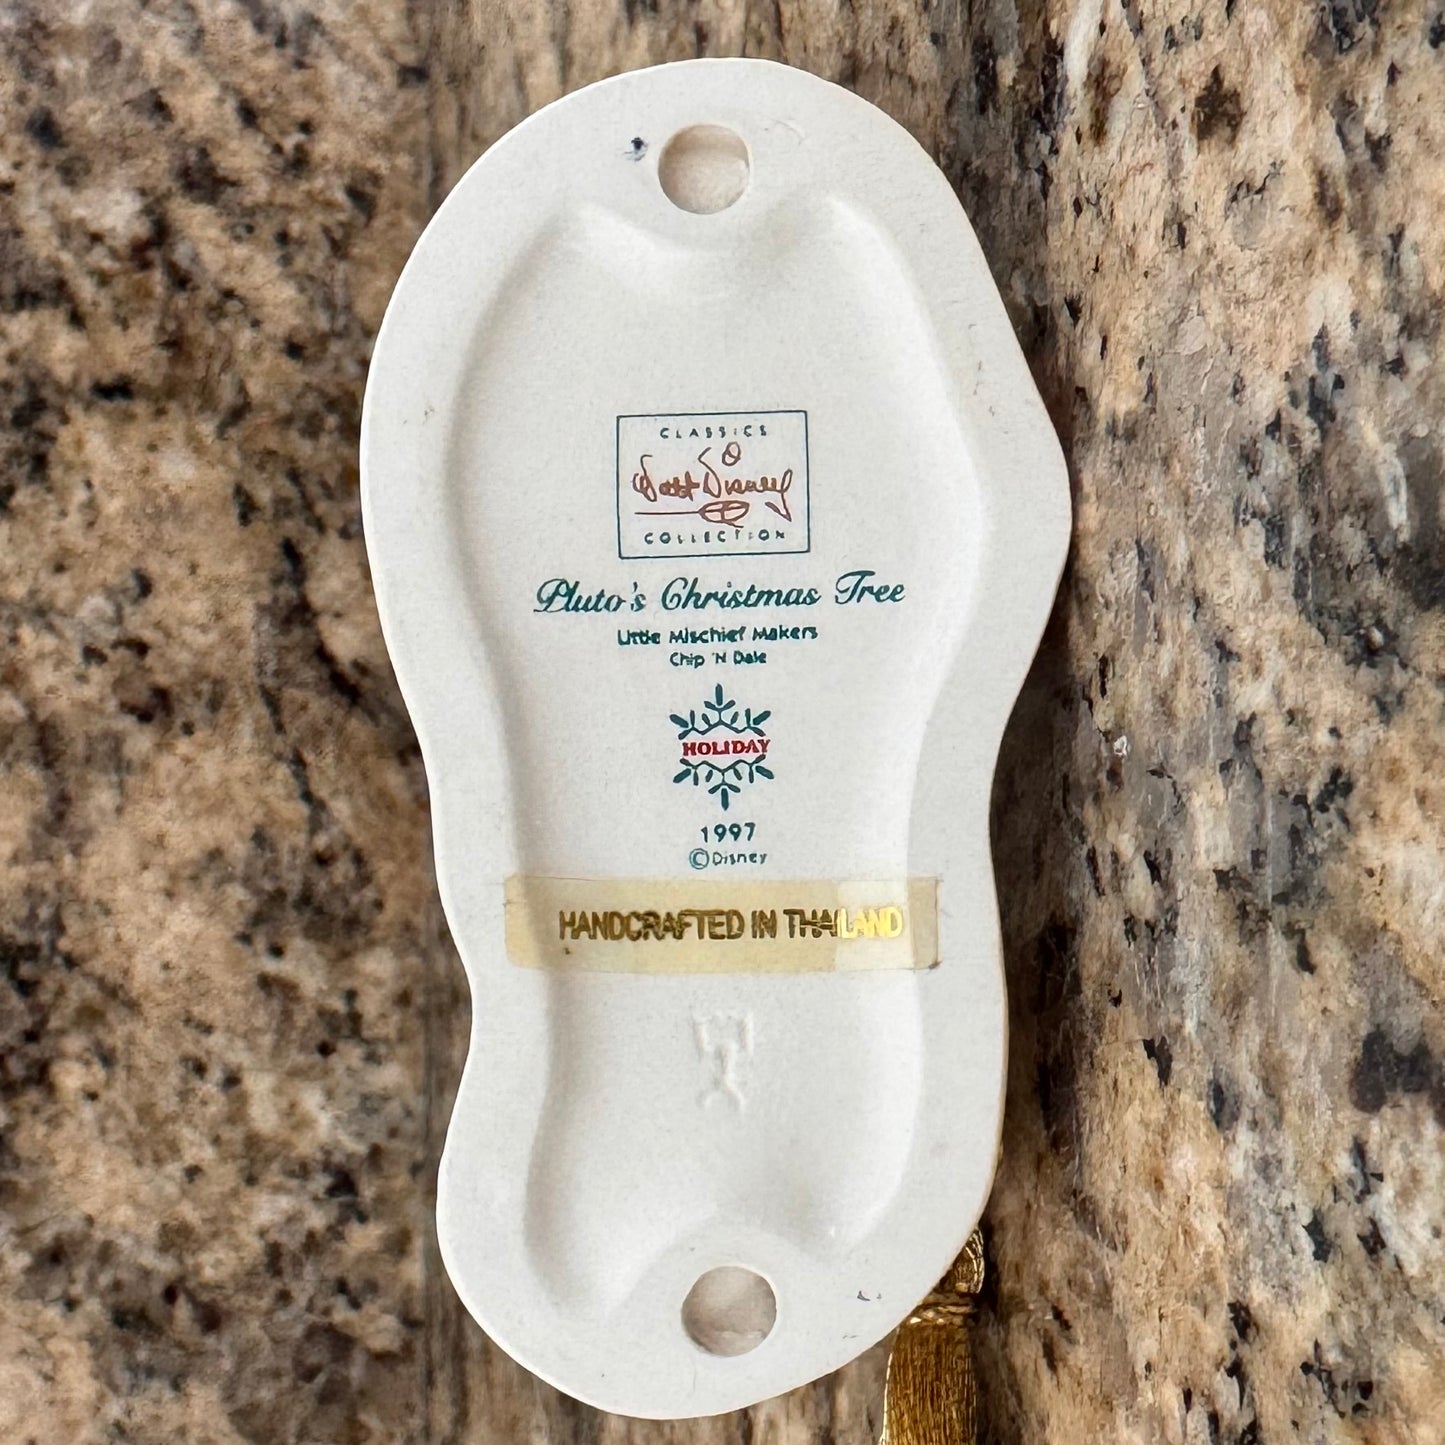 CLASSICS
Walt Disney
COLLECTION
Pluto's Christmas Tree
Little Mischief Makers
Chip 'N Dale
HOLIDAY
1997
©Disney
HANDCRAFTED IN THAILAND